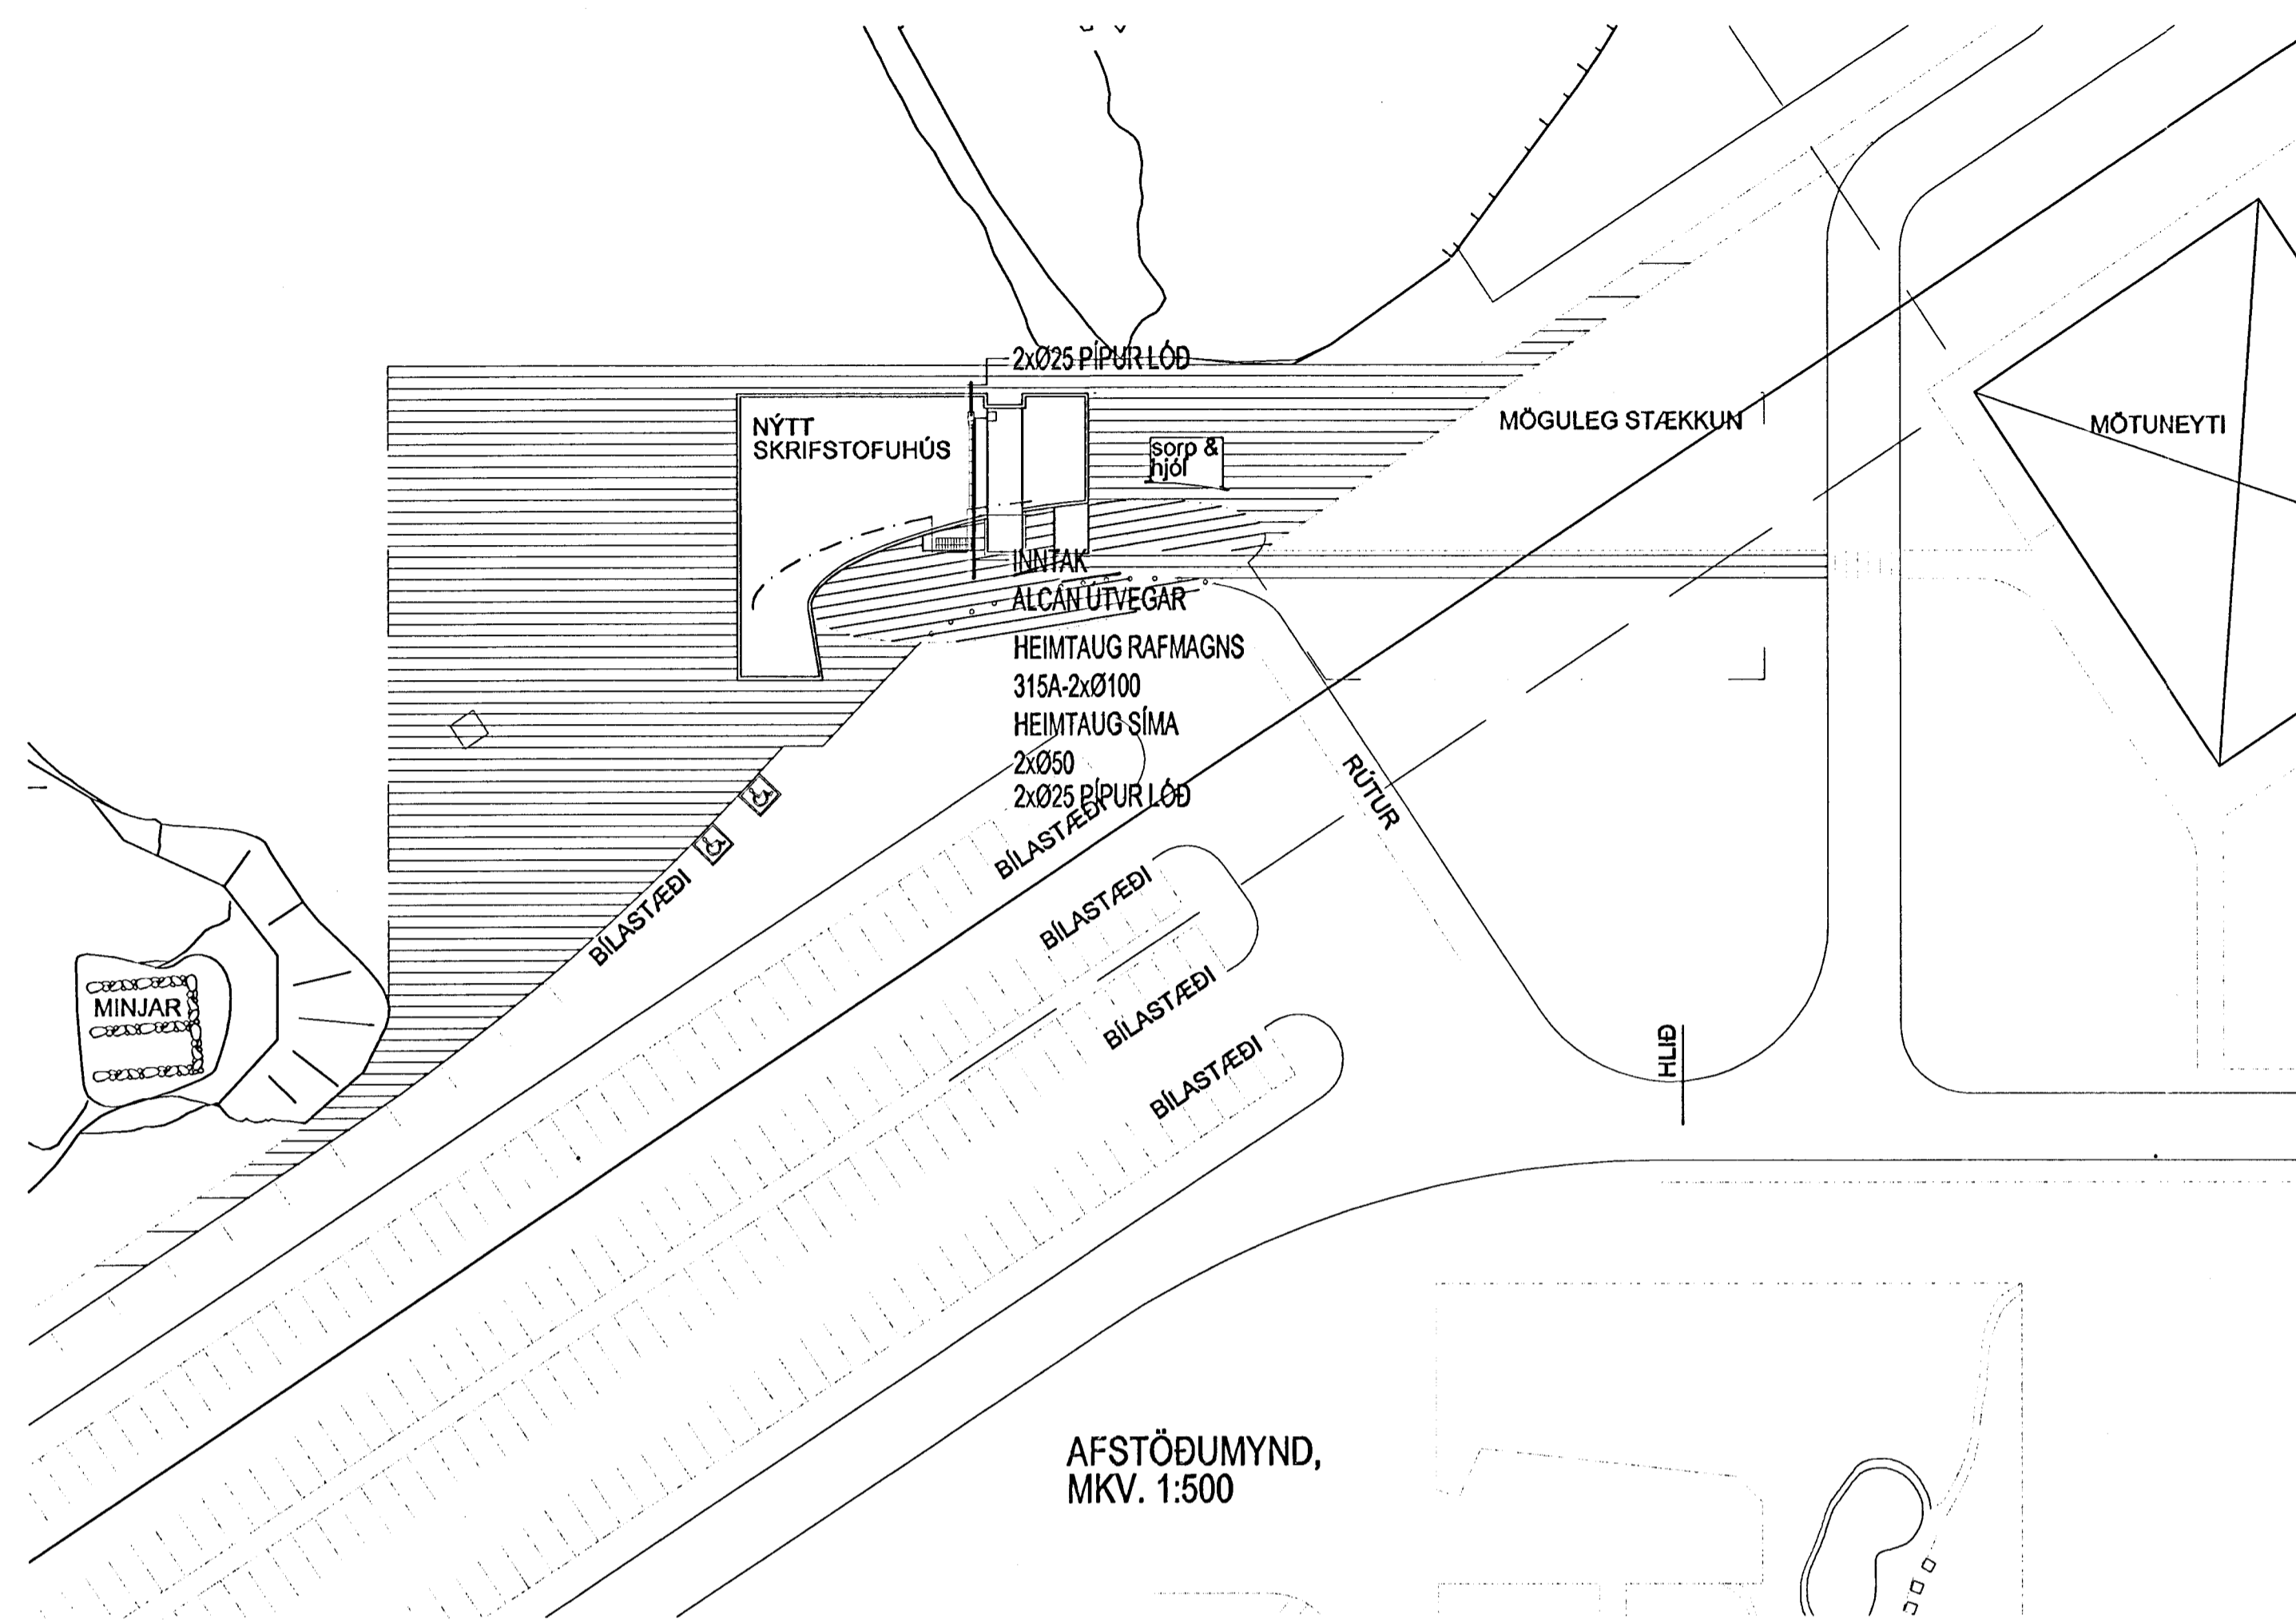 2xØ25 PÍPUR LÓÐ
NÝTT
SKRIFSTOFUHÚS
sorp &
hjól
MÖGULEG STÆKKUN
MÖTUNEYTI
INNTAK
ALCAN ÚTVEGAR
HEIMTAUG RAFMAGNS
315A-2xØ100
HEIMTAUG SÍMA
2xØ50
2xØ25 PÍPUR LÓÐ
RÚTUR
BÍLASTÆÐI
BÍLASTÆÐI
BÍLASTÆÐI
BÍLASTÆÐI
BÍLASTÆÐI
MINJAR
HLIÐ
AFSTÖÐUMYND,
MKV. 1:500